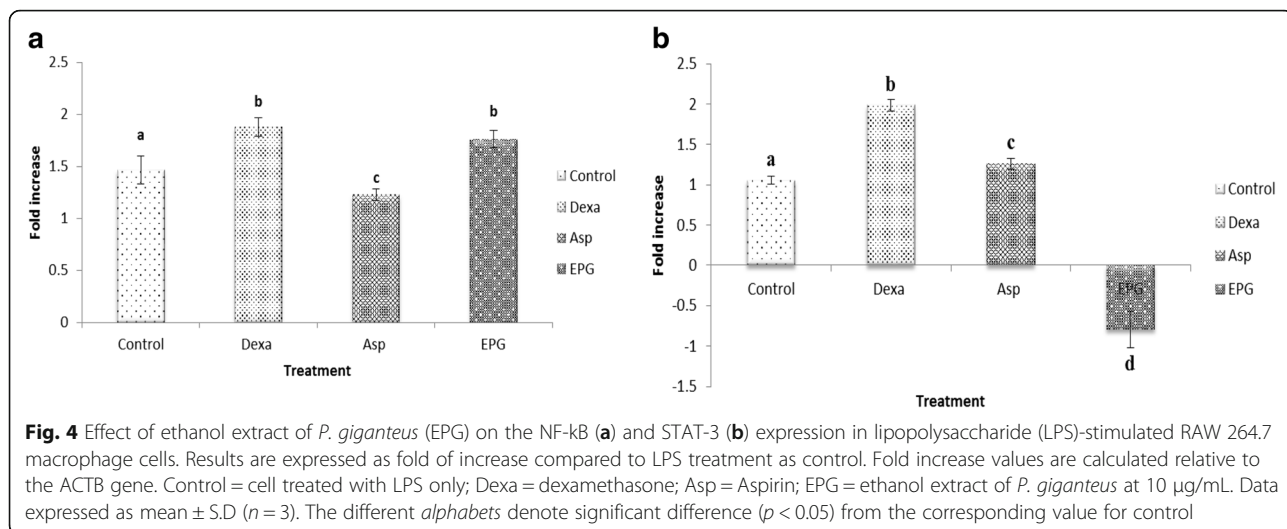 a
2.5
2
1.5
1
0.5
0
Fold increase
a
b
c
b
Control
Dexa
Asp
EPG
Treatment
Control
Dexa
Asp
EPG
b
2.5
2
1.5
1
0.5
0
-0.5
-1
-1.5
Fold increase
a
b
c
d
Control
Dexa
Asp
EPG
Treatment
Control
Dexa
Asp
EPG
Fig. 4 Effect of ethanol extract of P. giganteus (EPG) on the NF-kB (a) and STAT-3 (b) expression in lipopolysaccharide (LPS)-stimulated RAW 264.7
macrophage cells. Results are expressed as fold of increase compared to LPS treatment as control. Fold increase values are calculated relative to
the ACTB gene. Control = cell treated with LPS only; Dexa = dexamethasone; Asp = Aspirin; EPG = ethanol extract of P. giganteus at 10 μg/mL. Data
expressed as mean ± S.D (n = 3). The different alphabets denote significant difference (p < 0.05) from the corresponding value for control